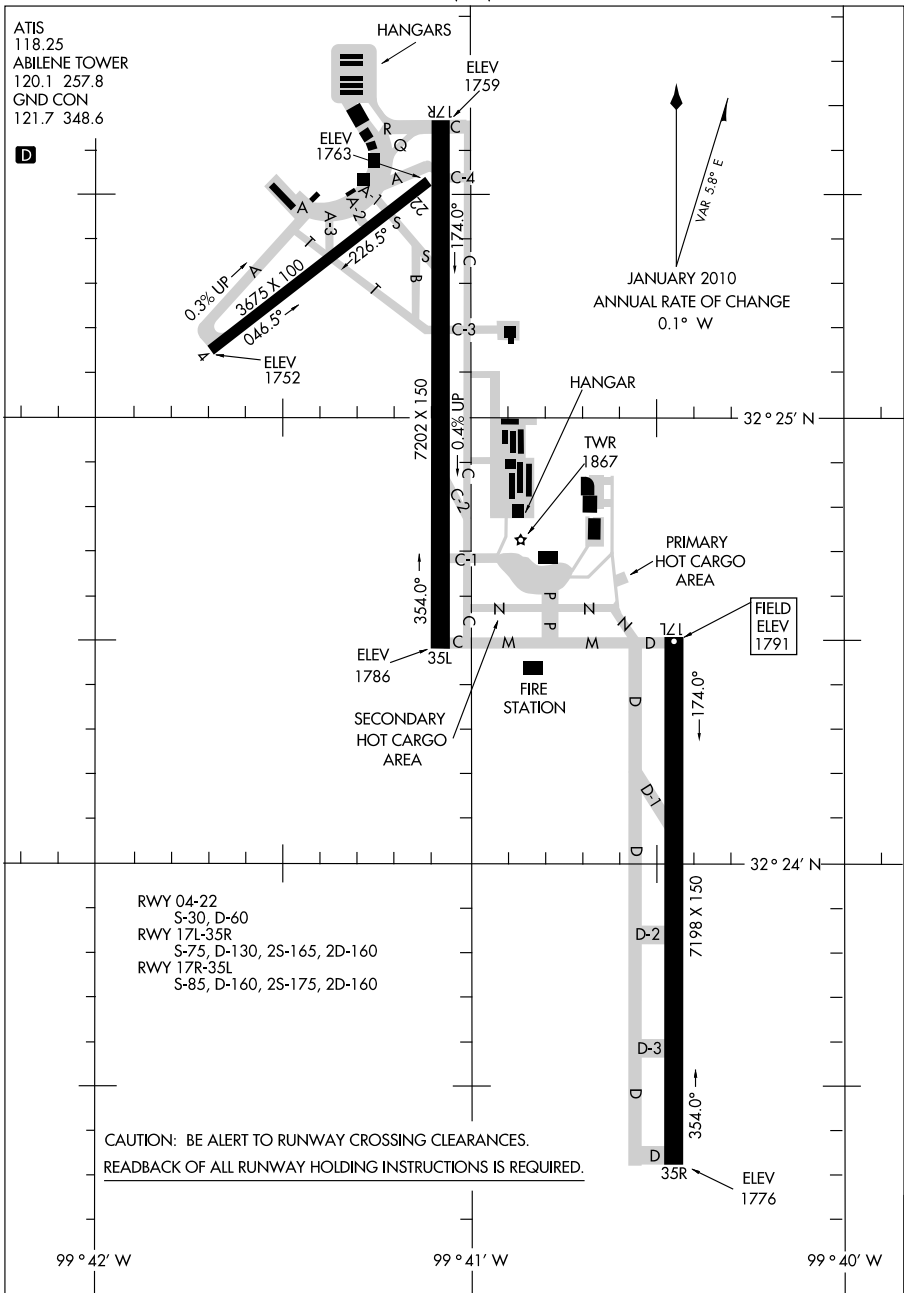 ATIS
118.25
ABILENE TOWER
120.1 257.8
GND CON
121.7 348.6
D
HANGARS
ELEV
1759
17R
C
R
Q
ELEV
1763
A
C-4
A
A-1
A-2
A-3
22
S
S
174.0°
VAR 5.8° E
JANUARY 2010
ANNUAL RATE OF CHANGE
0.1° W
T
226.5°
B
C
A
0.3% UP
3675 X 100
046.5°
T
C-3
4
ELEV
1752
HANGAR
7202 X 150
0.4% UP
32° 25' N
TWR
1867
C
C-2
C-1
PRIMARY
HOT CARGO
AREA
354.0°
P
N
N
N
P
C
C
M
M
D
17L
FIELD
ELEV
1791
ELEV
1786
35L
FIRE
STATION
SECONDARY
HOT CARGO
AREA
D
174.0°
D-1
D
32° 24' N
RWY 04-22
S-30, D-60
RWY 17L-35R
S-75, D-130, 2S-165, 2D-160
RWY 17R-35L
S-85, D-160, 2S-175, 2D-160
7198 X 150
D-2
D-3
D
354.0°
CAUTION: BE ALERT TO RUNWAY CROSSING CLEARANCES.
READBACK OF ALL RUNWAY HOLDING INSTRUCTIONS IS REQUIRED.
D
35R
ELEV
1776
99° 42' W
99° 41' W
99° 40' W